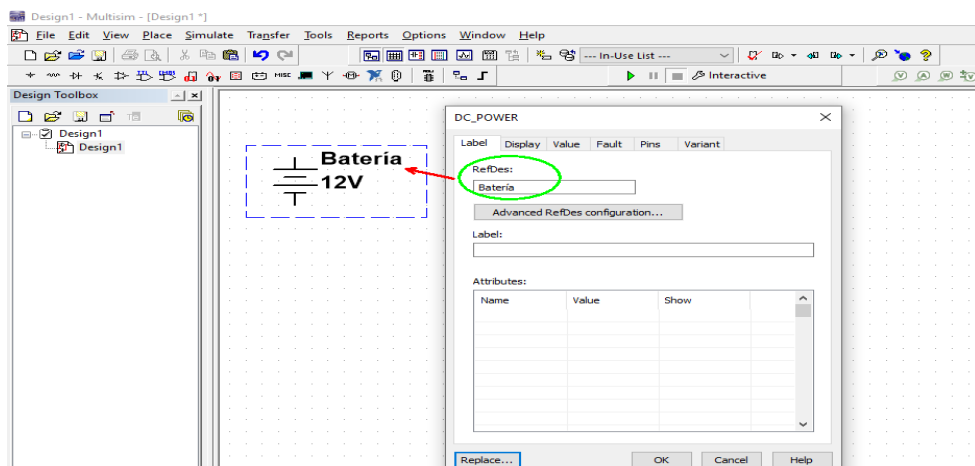 Design1 - Multisim - [Design1 *]
File Edit View Place Simulate Transfer Tools Reports Options Window Help
--- In-Use List ---
MISC
Interactive
Design Toolbox
Design1
Design1
Batería
12V
DC_POWER
Label Display Value Fault Pins Variant
RefDes:
Batería
Advanced RefDes configuration...
Label:
Attributes:
Name Value Show
Replace... OK Cancel Help